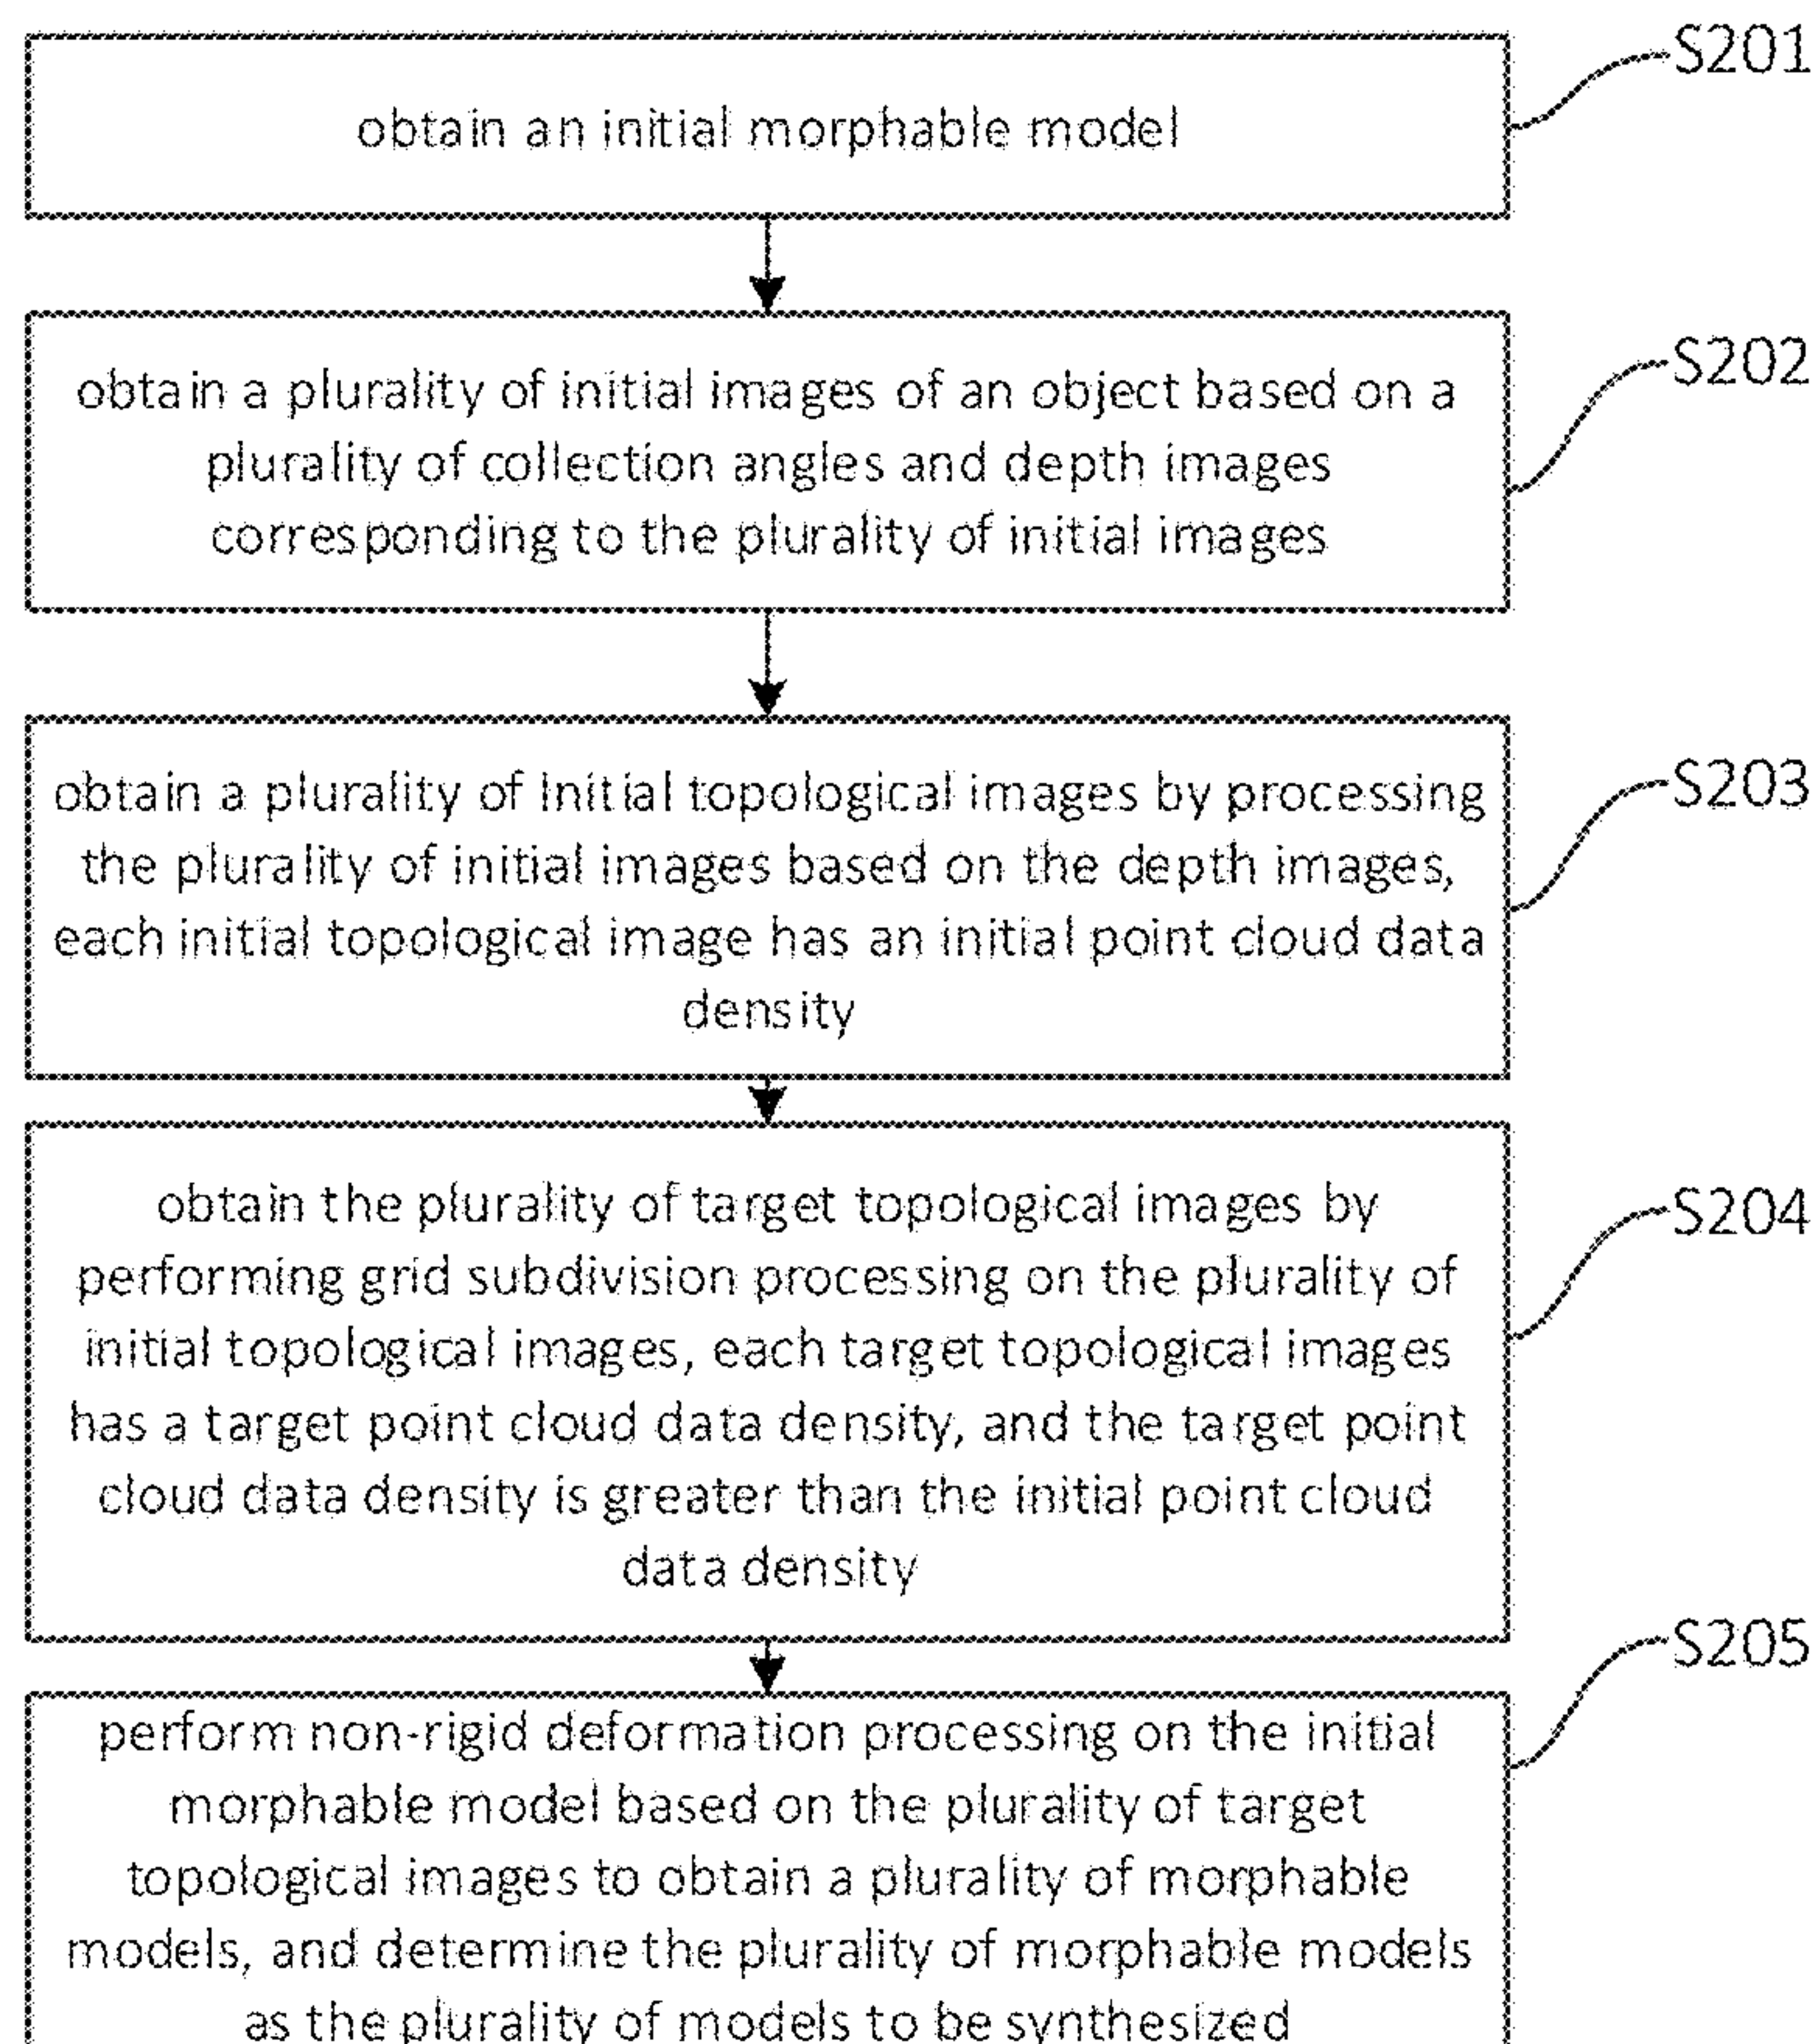 S201
obtain an initial morphable model
S202
obtain a plurality of initial images of an object based on a
plurality of collection angles and depth images
corresponding to the plurality of initial images
S203
obtain a plurality of Initial topological images by processing
the plurality of initial images based on the depth images,
each initial topological image has an initial point cloud data
density
S204
obtain the plurality of target topological images by
performing grid subdivision processing on the plurality of
initial topological images, each target topological images
has a target point cloud data density, and the target point
cloud data density is greater than the initial point cloud
data density
S205
perform non-rigid deformation processing on the initial
morphable model based on the plurality of target
topological images to obtain a plurality of morphable
models, and determine the plurality of morphable models
as the plurality of models to be synthesized